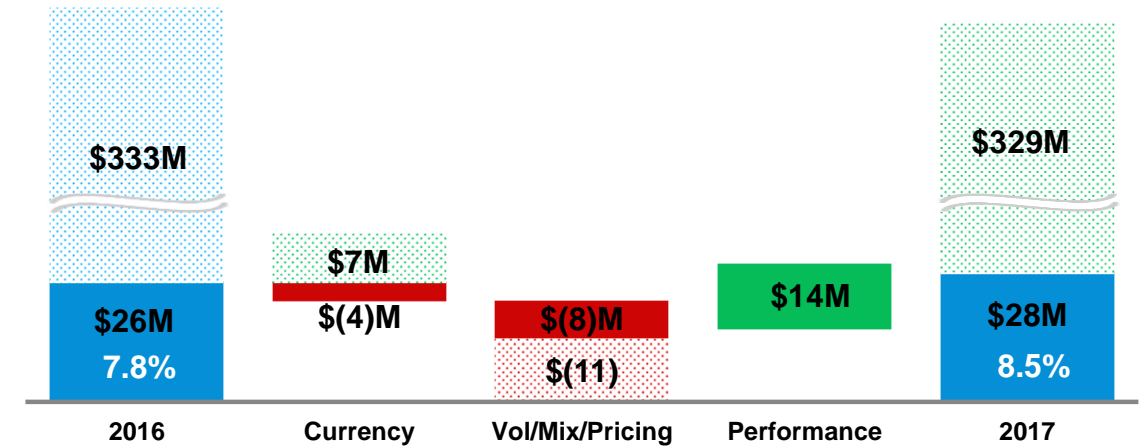 $333M
$329M
$7M
$14M
$26M
$(4)M
$(8)M
$28M
7.8%
$(11)
8.5%
2016
Currency
Vol/Mix/Pricing
Performance
2017